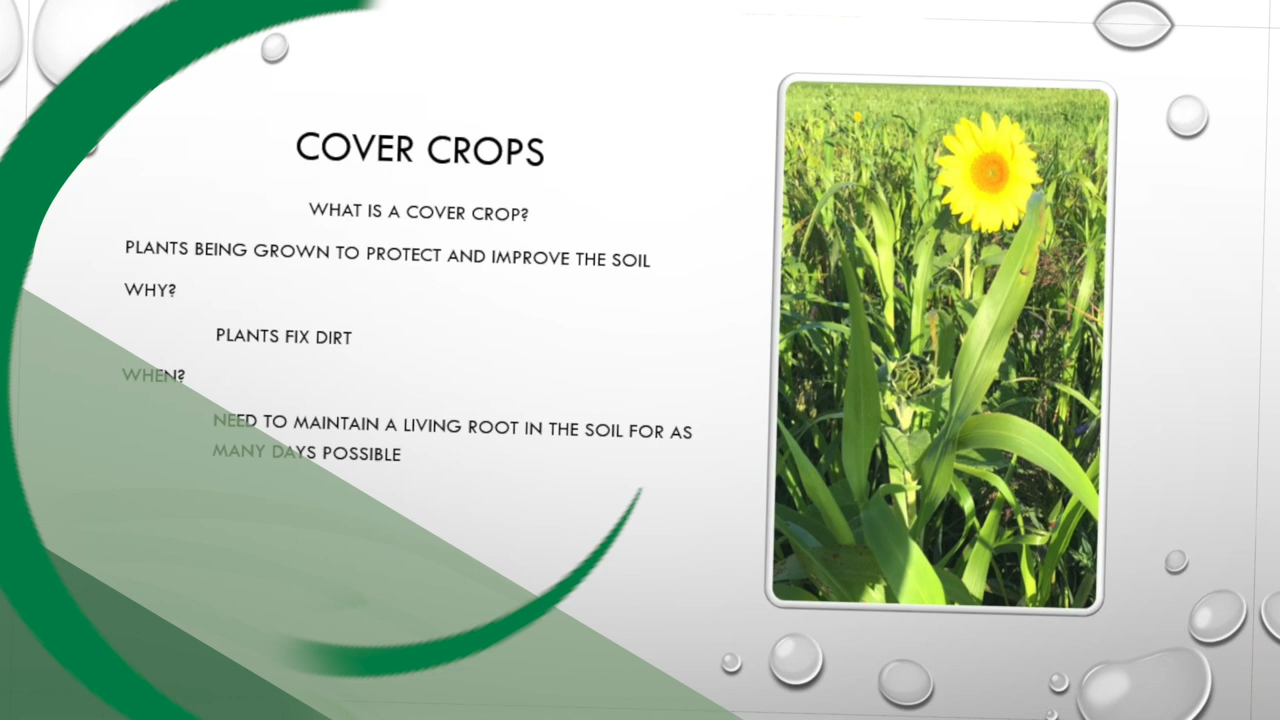 COVER CROPS
WHAT IS A COVER CROP?
PLANTS BEING GROWN TO PROTECT AND IMPROVE THE SOIL
WHY?
PLANTS FIX DIRT
WHEN?
NEED TO MAINTAIN A LIVING ROOT IN THE SOIL FOR AS
MANY DAYS POSSIBLE